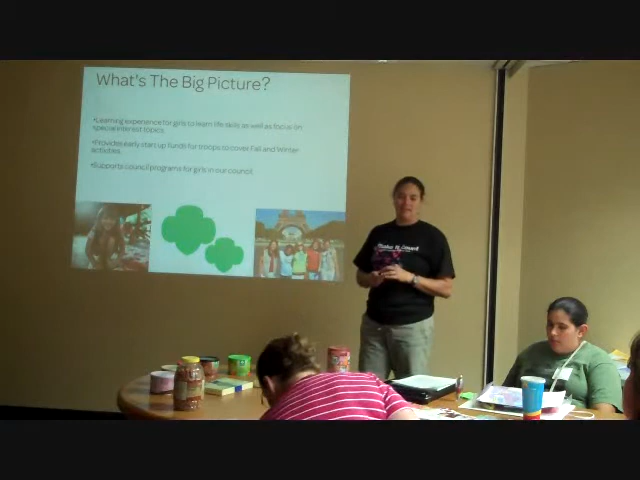 What's The Big Picture?
•Learning experience for girls to learn life skills as well as focus on
special interest topics.
•Provides early start up funds for troops to cover Fall and Winter
activities.
•Supports council programs for girls in our council.